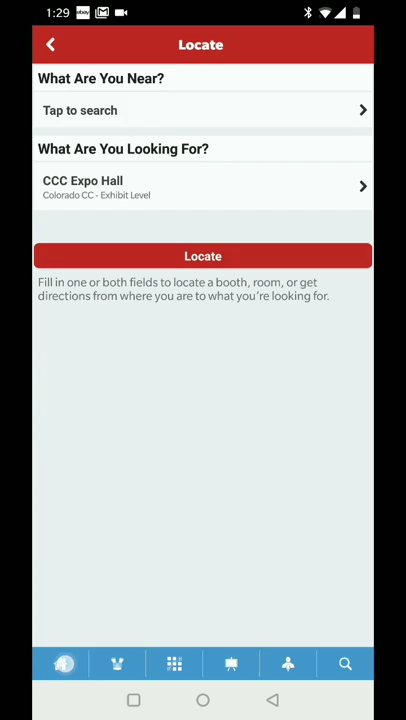 1:29
ebay
Locate
What Are You Near?
Tap to search
What Are You Looking For?
CCC Expo Hall
Colorado CC - Exhibit Level
Locate
Fill in one or both fields to locate a booth, room, or get
directions from where you are to what you're looking for.